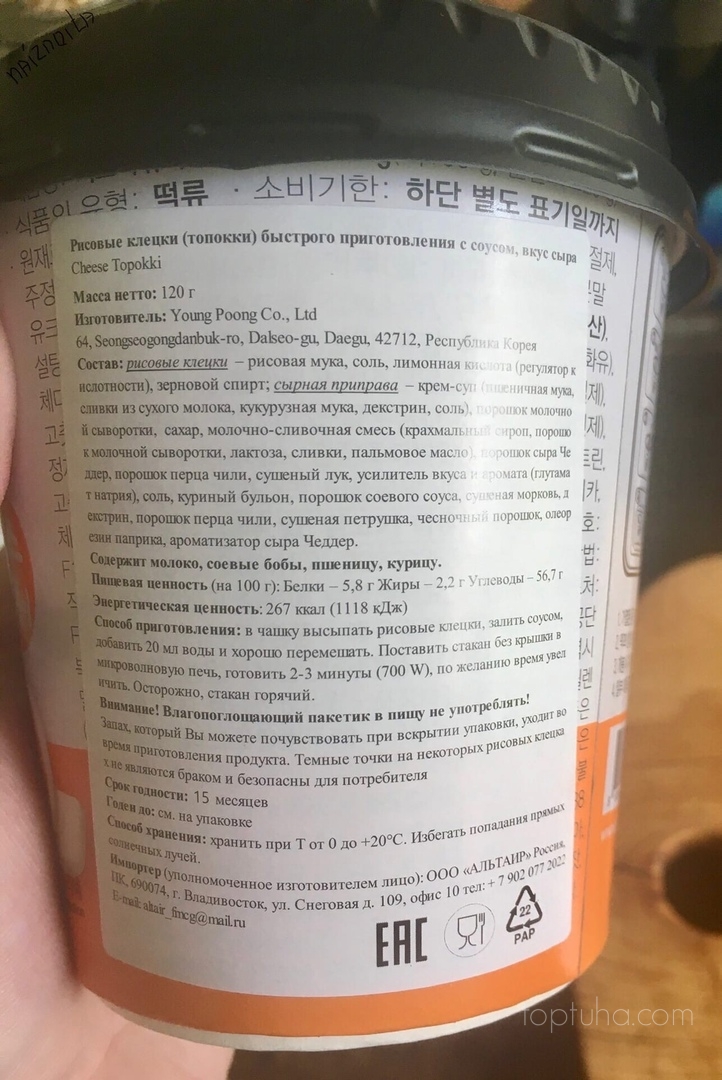 유형: 떡류 · 소비기한: 하단 별도 표기일까지
Рисовые клецки (топокки) быстрого приготовления с соусом, вкус сыра
Cheese Topokki
Масса нетто: 120 г
Изготовитель: Young Poong Co., Ltd
64, Seongseogongdanbuk-ro, Dalseo-gu, Daegu, 42712, Республика Корея
Состав: рисовые клецки – рисовая мука, соль, лимонная кислота (регулятор к
ислотности), зерновой спирт; сырная приправа – крем-суп (пшеничная мука,
сливки из сухого молока, кукурузная мука, декстрин, соль), порошок молочно
й сыворотки, сахар, молочно-сливочная смесь (крахмальный сироп, порошо
к молочной сыворотки, лактоза, сливки, пальмовое масло), порошок сыра Че
ддер, порошок перца чили, сушеный лук, усилитель вкуса и аромата (глутама
т натрия), соль, куриный бульон, порошок соевого соуса, сушеная морковь, д
екстрин, порошок перца чили, сушеная петрушка, чесночный порошок, олеор
езин паприка, ароматизатор сыра Чеддер.
Содержит молоко, соевые бобы, пшеницу, курицу.
Пищевая ценность (на 100 г): Белки – 5,8 г Жиры – 2,2 г Углеводы – 56,7 г
Энергетическая ценность: 267 ккал (1118 кДж)
Способ приготовления: в чашку высыпать рисовые клецки, залить соусом,
добавить 20 мл воды и хорошо перемешать. Поставить стакан без крышки в
микроволновую печь, готовить 2-3 минуты (700 W), по желанию время увел
ичить. Осторожно, стакан горячий.
Внимание! Влагопоглощающий пакетик в пищу не употреблять!
Запах, который Вы можете почувствовать при вскрытии упаковки, уходит во
время приготовления продукта. Темные точки на некоторых рисовых клецка
х не являются браком и безопасны для потребителя
Срок годности: 15 месяцев
Годен до: см. на упаковке
Способ хранения: хранить при T от 0 до +20°C. Избегать попадания прямых
солнечных лучей.
Импортер (уполномоченное изготовителем лицо): ООО «АЛЬТАИР» Россия,
ПК, 690074, г. Владивосток, ул. Снеговая д. 109, офис 10 тел: + 7 902 077 2022
E-mail: altair_fmcg@mail.ru
EAC
22
PAP
toptuha.com